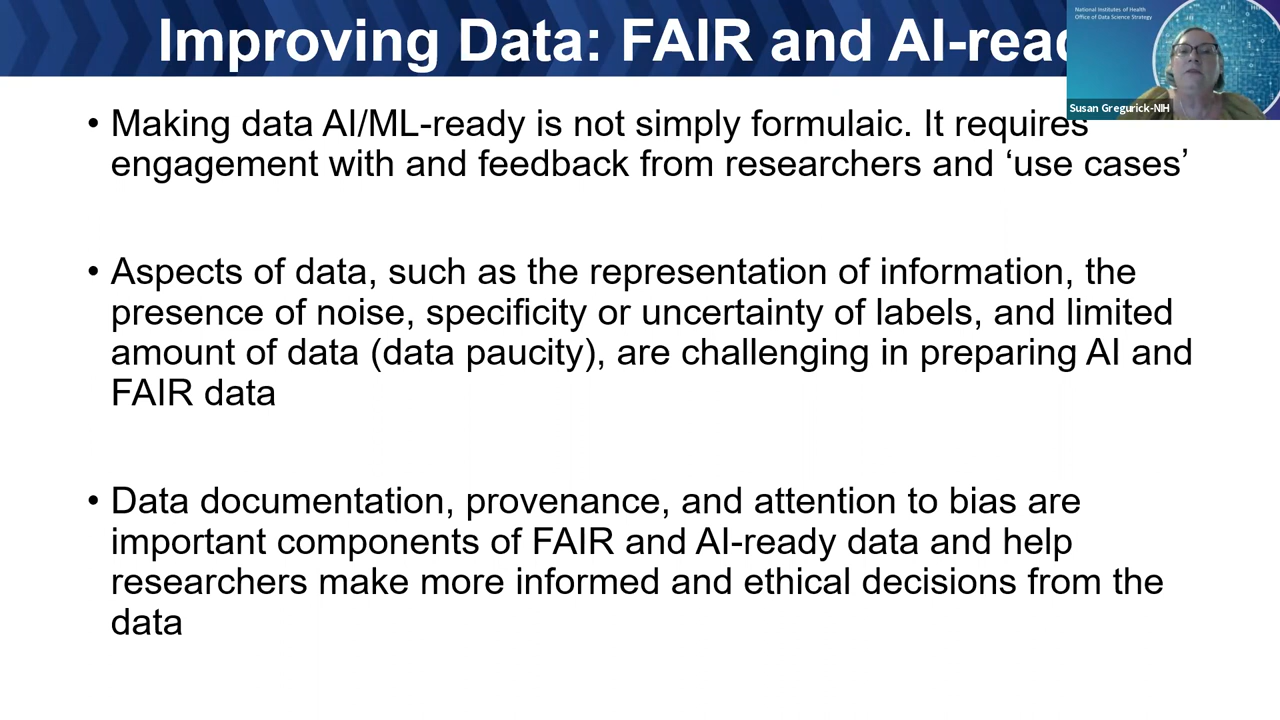 Improving Data: FAIR and AI-read
National Institutes of Health
Office of Data Science Strategy
Susan Gregurick-NIH
• Making data AI/ML-ready is not simply formulaic. It requires
engagement with and feedback from researchers and ‘use cases’
• Aspects of data, such as the representation of information, the
presence of noise, specificity or uncertainty of labels, and limited
amount of data (data paucity), are challenging in preparing AI and
FAIR data
• Data documentation, provenance, and attention to bias are
important components of FAIR and AI-ready data and help
researchers make more informed and ethical decisions from the
data